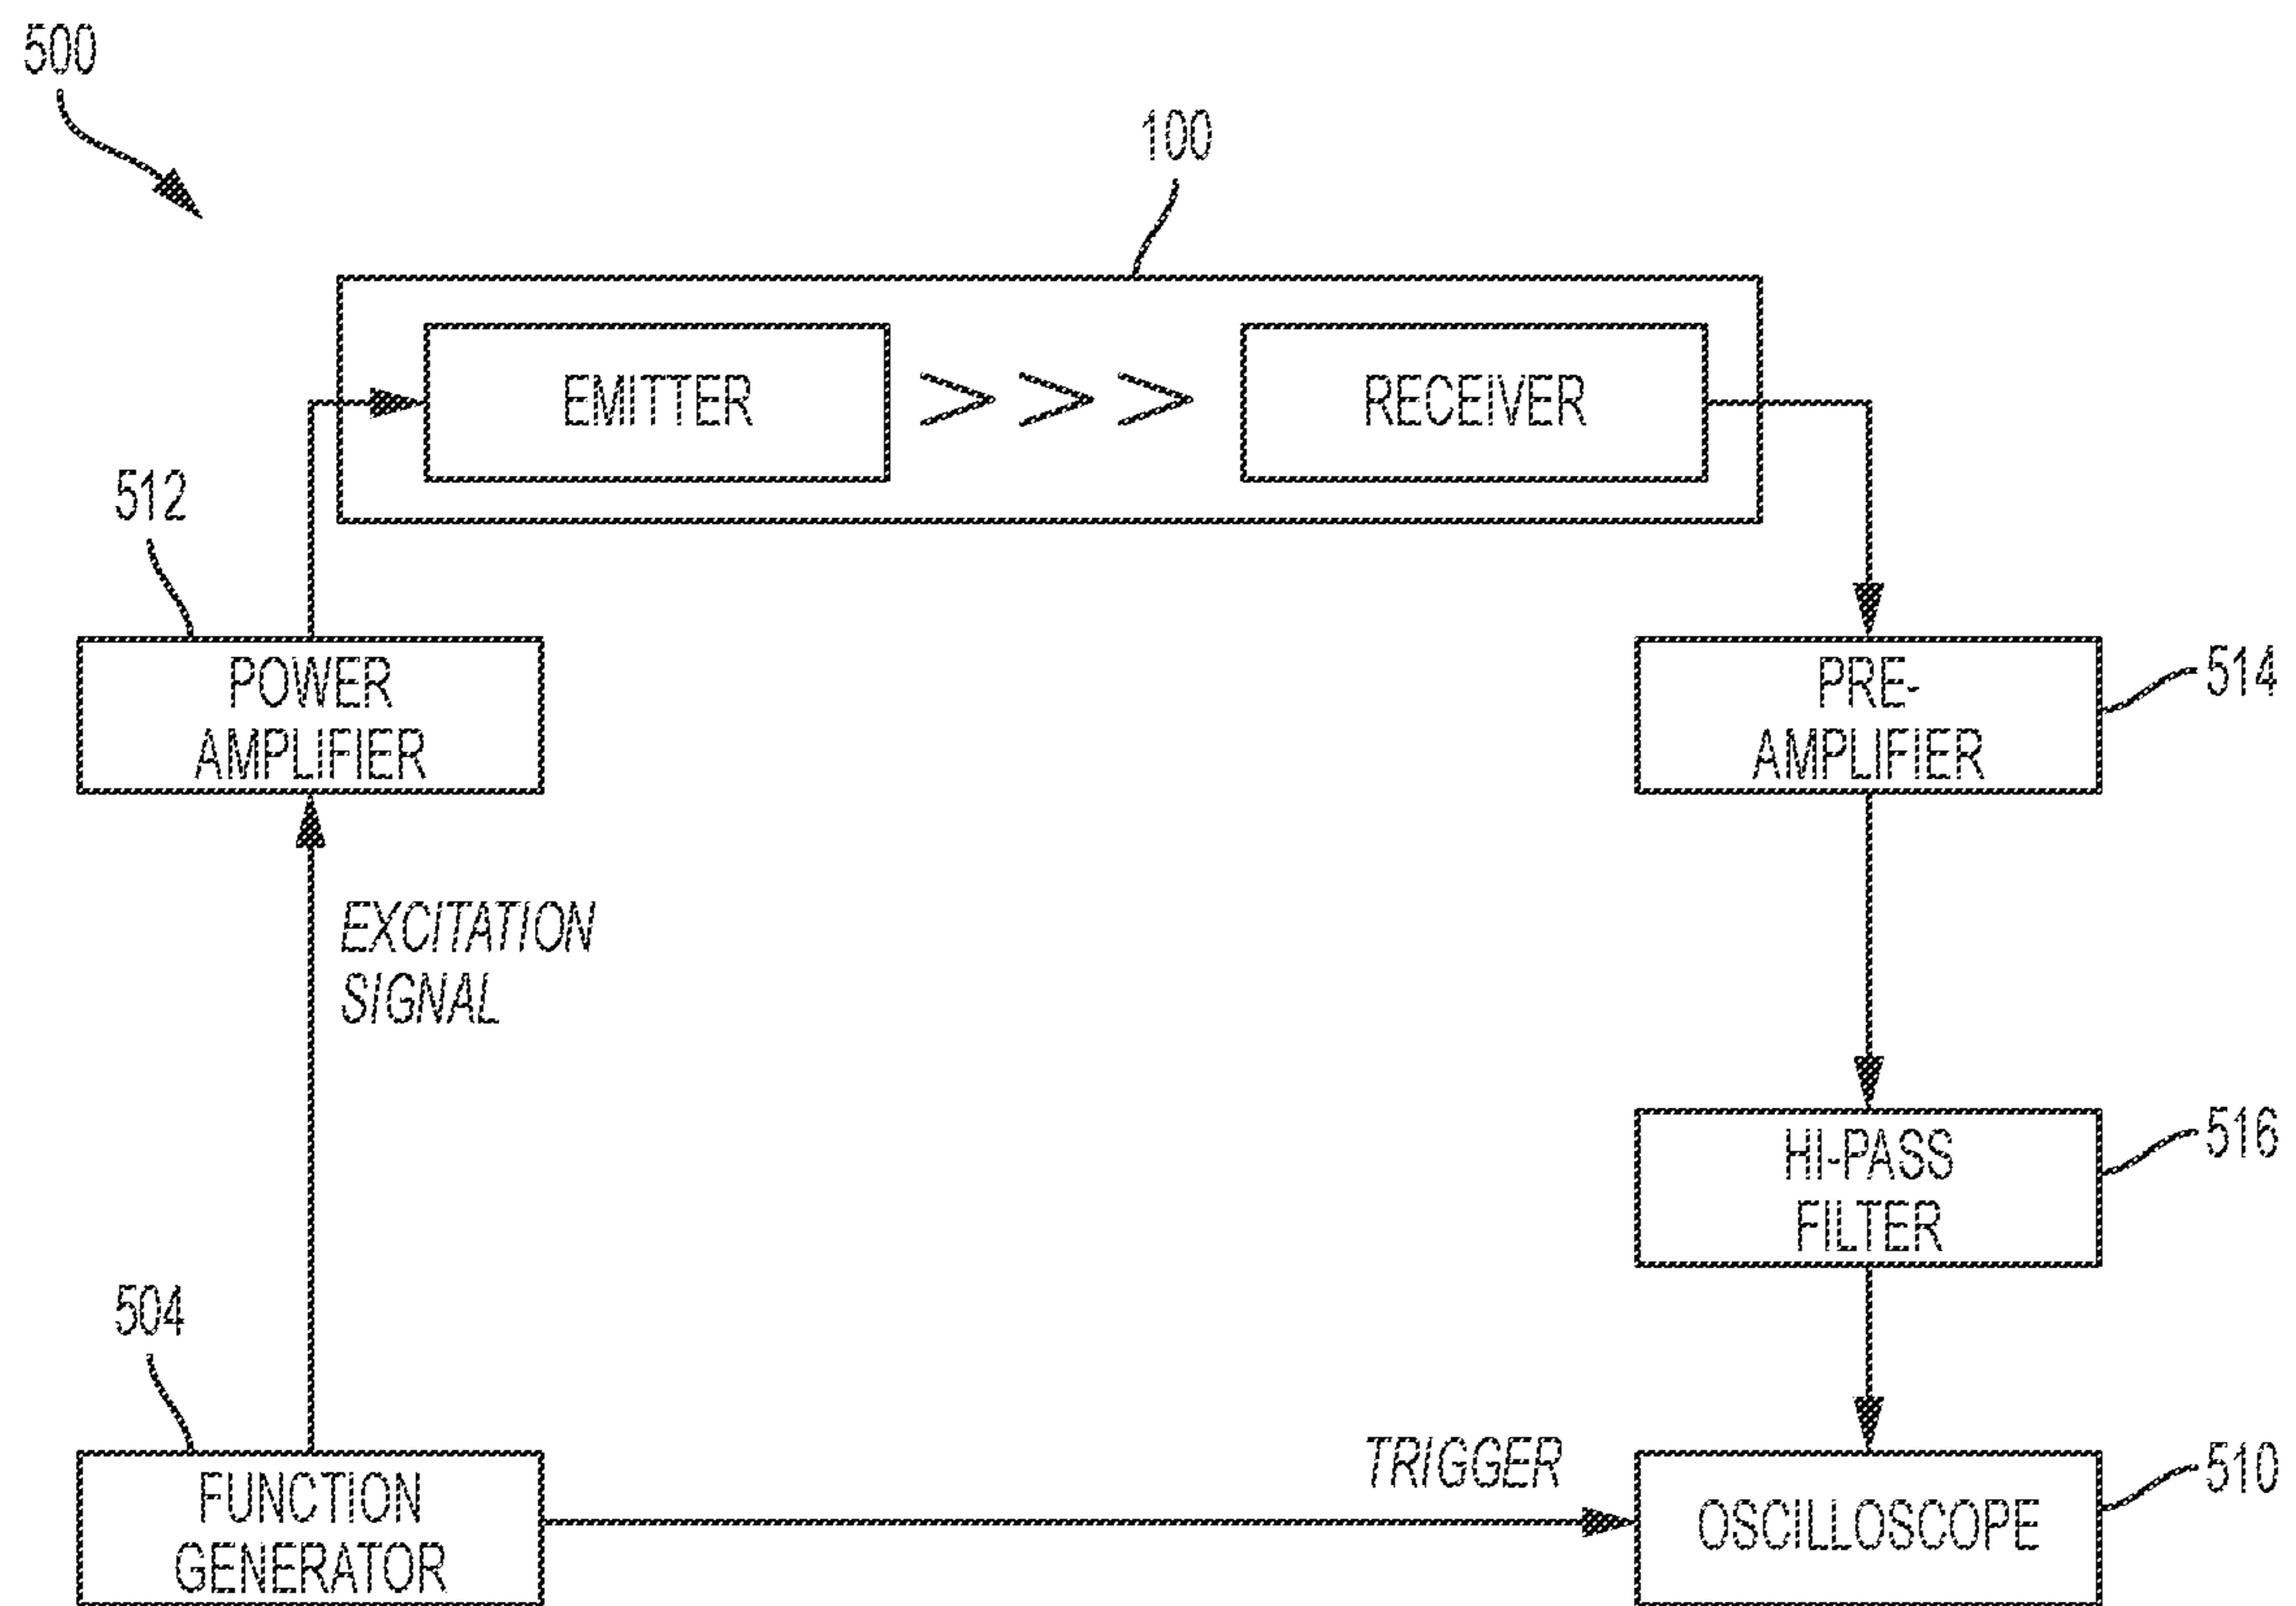 500
100
EMITTER
> > >
RECEIVER
512
POWER
AMPLIFIER
PRE-
AMPLIFIER
514
EXCITATION
SIGNAL
HI-PASS
FILTER
516
504
FUNCTION
GENERATOR
TRIGGER
OSCILLOSCOPE
510